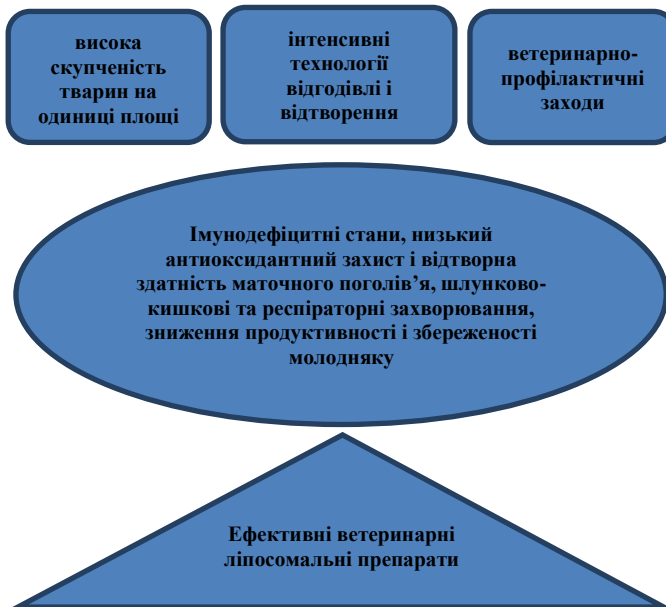 висока
скупченість
тварин на
одиниці площі
інтенсивні
технології
відгодівлі і
відтворення
ветеринарно-
профілактичні
заходи
Імунодефіцитні стани, низький
антиоксидантний захист і відтворна
здатність маточного поголів’я, шлунково-
кишкові та респіраторні захворювання,
зниження продуктивності і збереженості
молодняку
Ефективні ветеринарні
ліпосомальні препарати